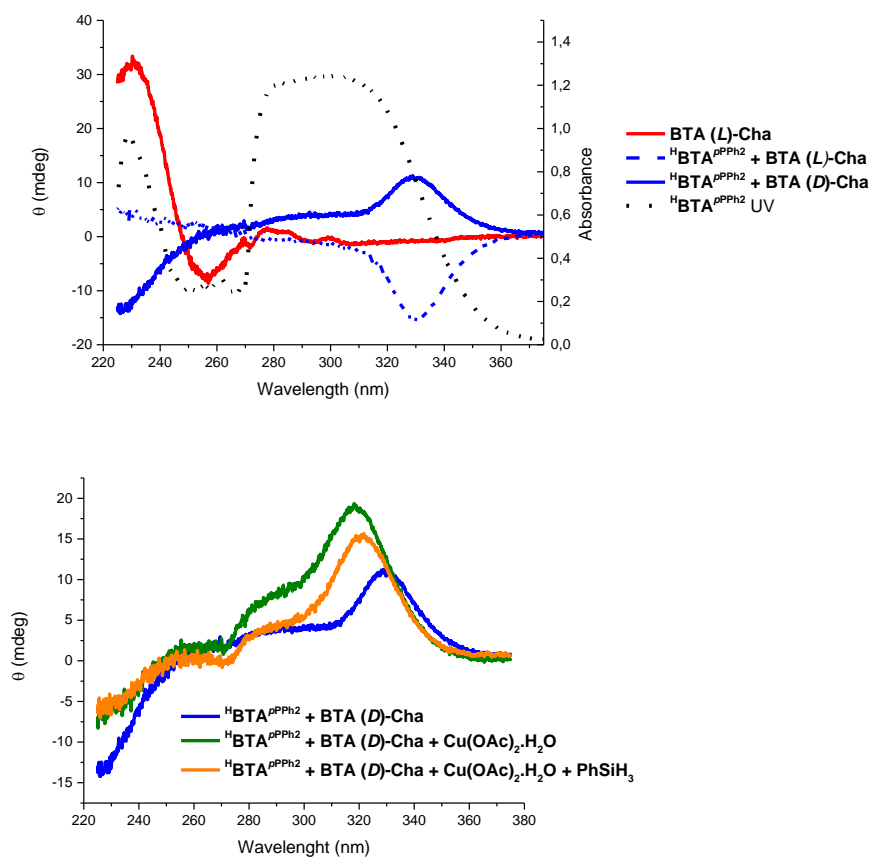 40
30
20
10
0
-10
-20
1,4
1,2
1,0
0,8
0,6
0,4
0,2
0,0
220 240 260 280 300 320 340 360
θ (mdeg)
Absorbance
Wavelength (nm)
BTA (L)-Cha
HBTApPPh2 + BTA (L)-Cha
HBTApPPh2 + BTA (D)-Cha
HBTApPPh2 UV
20
15
10
5
0
-5
-10
-15
220 240 260 280 300 320 340 360 380
θ (mdeg)
Wavelenght (nm)
HBTApPPh2 + BTA (D)-Cha
HBTApPPh2 + BTA (D)-Cha + Cu(OAc)2.H2O
HBTApPPh2 + BTA (D)-Cha + Cu(OAc)2.H2O + PhSiH3